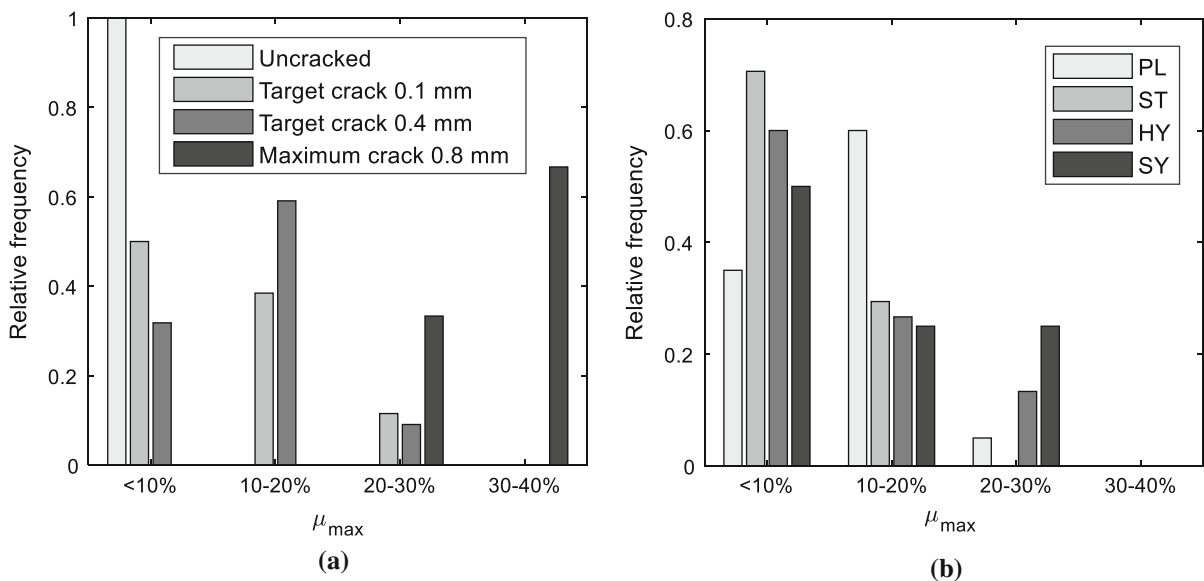 1
0.8
0.6
0.4
0.2
0
Relative frequency
Uncracked
Target crack 0.1 mm
Target crack 0.4 mm
Maximum crack 0.8 mm
<10%
10-20%
20-30%
30-40%
μmax
(a)
0.8
0.6
0.4
0.2
0
Relative frequency
PL
ST
HY
SY
<10%
10-20%
20-30%
30-40%
μmax
(b)